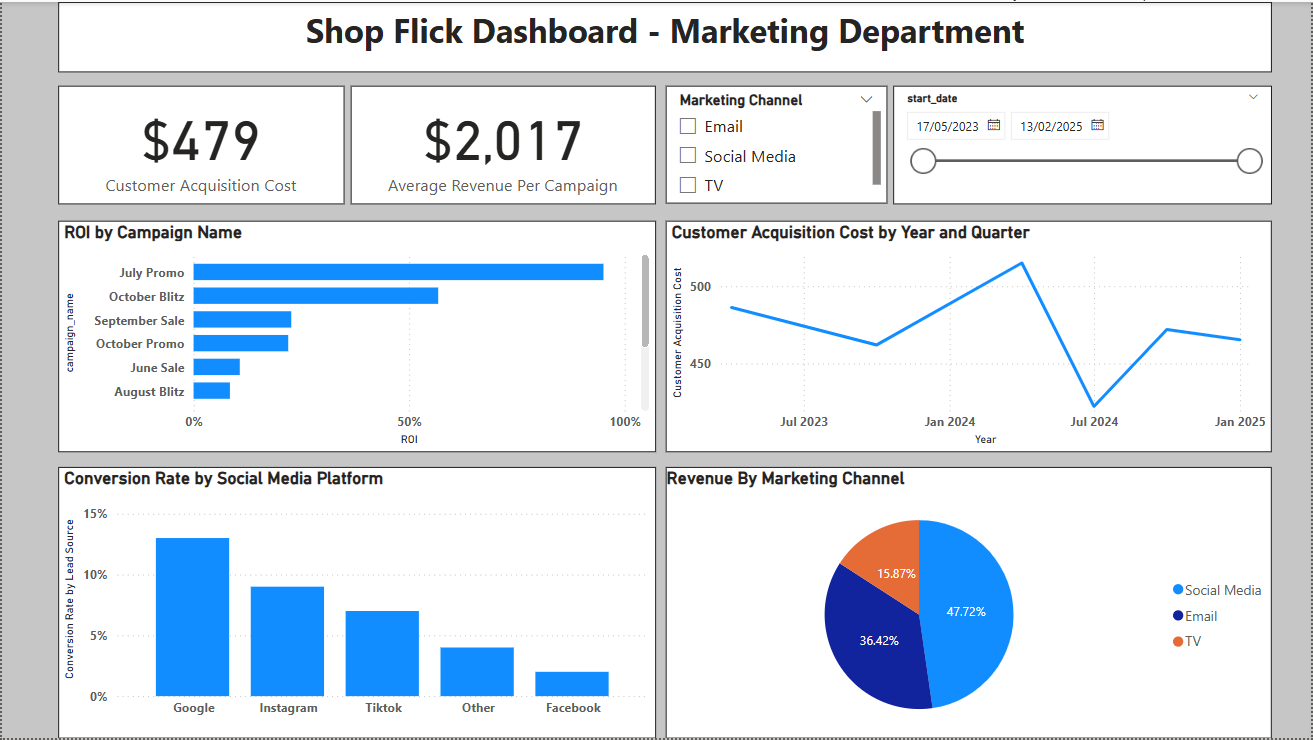 Shop Flick Dashboard - Marketing Department
$479
Customer Acquisition Cost
$2,017
Average Revenue Per Campaign
Marketing Channel
Email
Social Media
TV
start_date
17/05/2023
13/02/2025
ROI by Campaign Name
campaign_name
July Promo
October Blitz
September Sale
October Promo
June Sale
August Blitz
0%
50%
100%
ROI
Customer Acquisition Cost by Year and Quarter
Customer Acquisition Cost
500
450
Jul 2023
Jan 2024
Jul 2024
Jan 2025
Year
Conversion Rate by Social Media Platform
Conversion Rate by Lead Source
15%
10%
5%
0%
Google
Instagram
Tiktok
Other
Facebook
Revenue By Marketing Channel
15.87%
47.72%
36.42%
Social Media
Email
TV